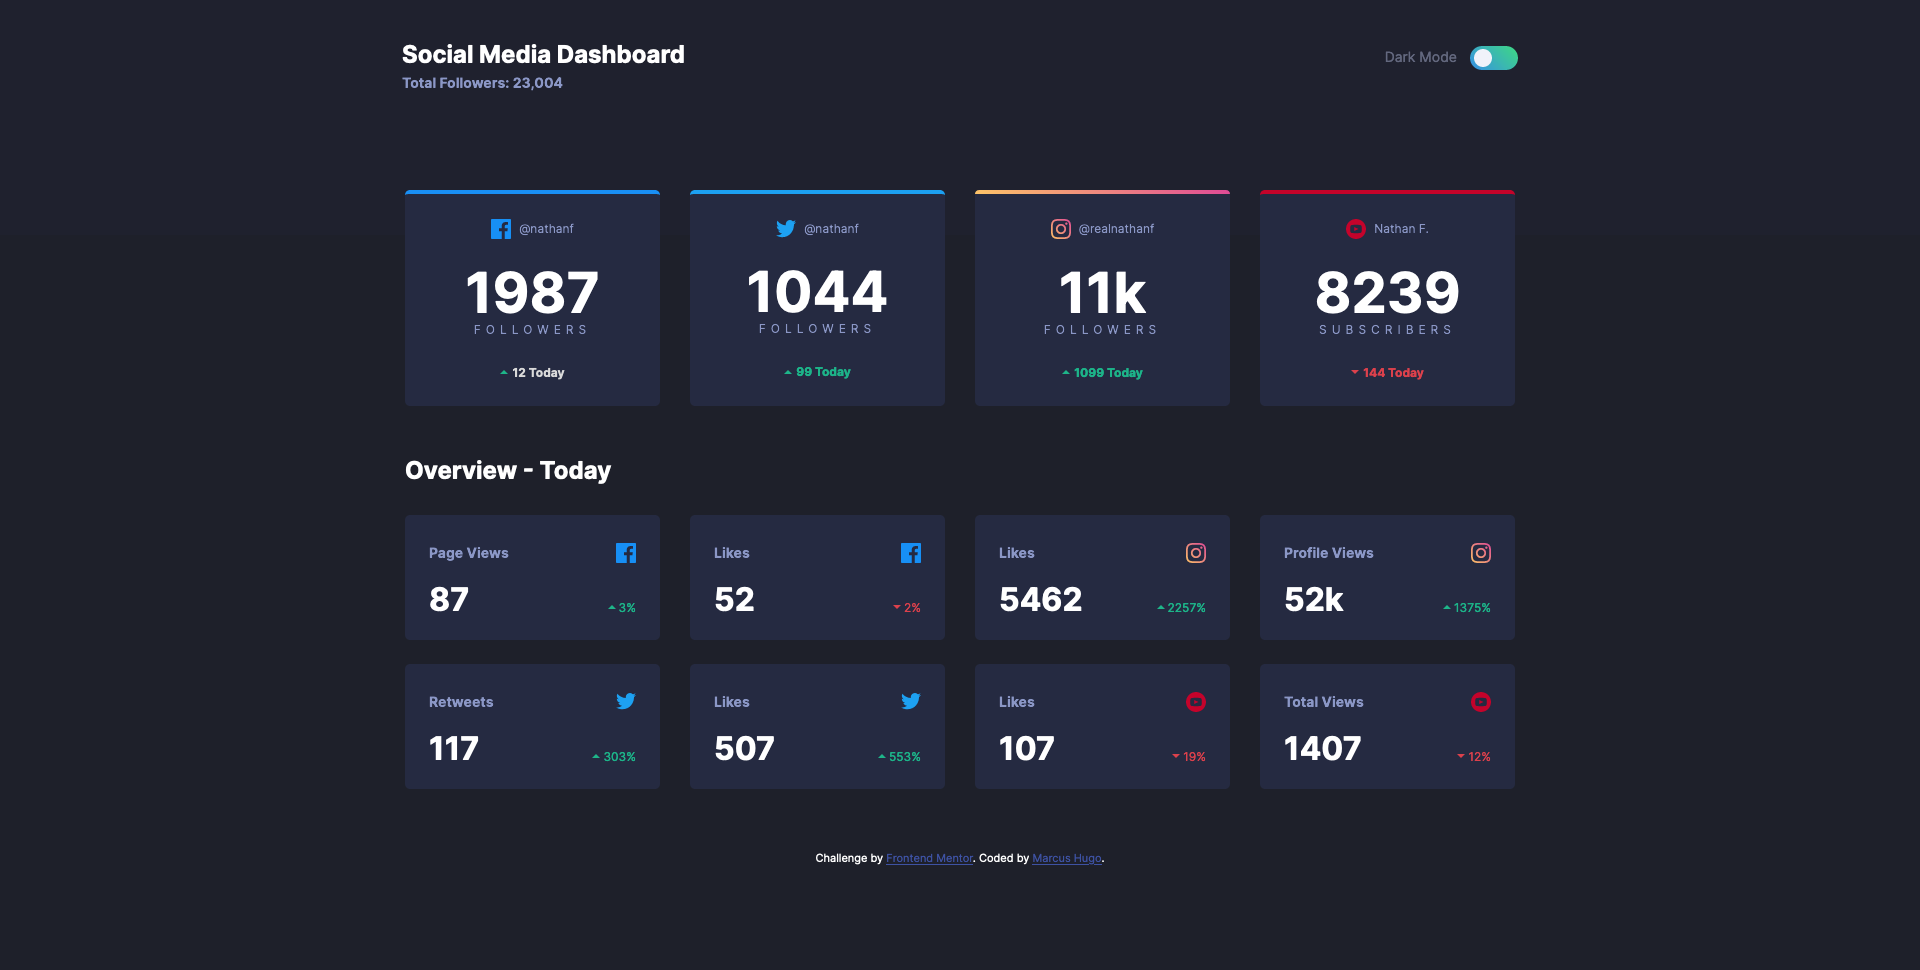 Social Media Dashboard
Total Followers: 23,004
Dark Mode
@nathanf
1987
FOLLOWERS
12 Today
@nathanf
1044
FOLLOWERS
99 Today
@realnathanf
11k
FOLLOWERS
1099 Today
Nathan F.
8239
SUBSCRIBERS
144 Today
Overview - Today
Page Views
87
3%
Likes
52
2%
Likes
5462
2257%
Profile Views
52k
1375%
Retweets
117
303%
Likes
507
553%
Likes
107
19%
Total Views
1407
12%
Challenge by Frontend Mentor. Coded by Marcus Hugo.